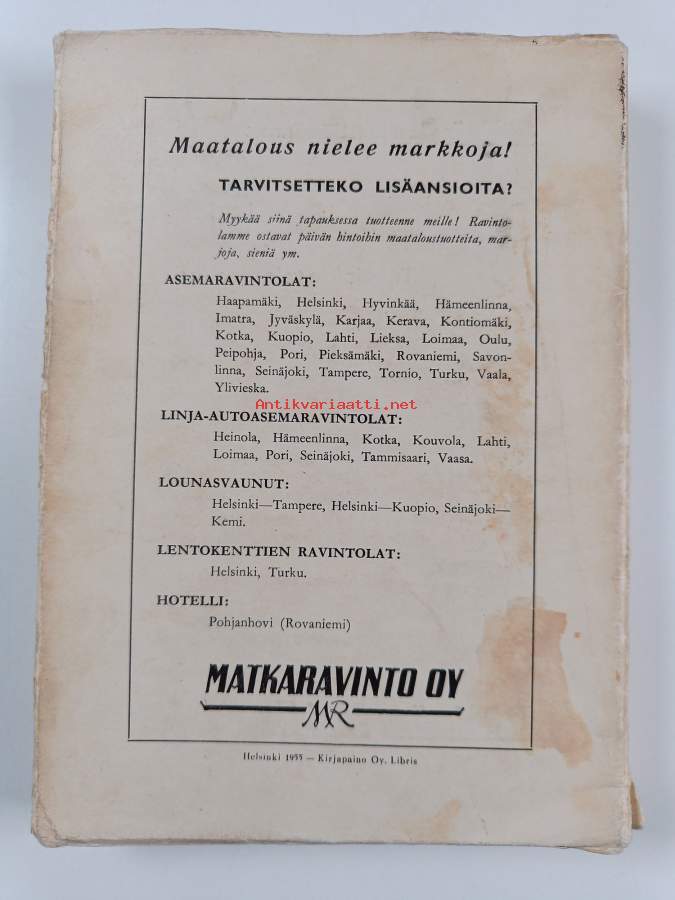 Maatalous nielee markkoja!
TARVITSETTEKO LISÄANSIOITA?
Myykää siinä tapauksessa tuotteenne meille! Ravinto-
lamme ostavat päivän hintoihin maataloustuotteita, mar-
joja, sieniä ym.
ASEMARAVINTOLAT:
Haapamäki, Helsinki, Hyvinkää, Hämeenlinna,
Imatra, Jyväskylä, Karjaa, Kerava, Kontiomäki,
Kotka, Kuopio, Lahti, Lieksa, Loimaa, Oulu,
Peipohja, Pori, Pieksämäki, Rovaniemi, Savon-
linna, Seinäjoki, Tampere, Tornio, Turku, Vaala,
Ylivieska.
Antikvariaatti.net
LINJA-AUTOASEMARAVINTOLAT:
Heinola, Hämeenlinna, Kotka, Kouvola, Lahti,
Loimaa, Pori, Seinäjoki, Tammisaari, Vaasa.
LOUNASVAUNUT:
Helsinki—Tampere, Helsinki—Kuopio, Seinäjoki—
Kemi.
LENTOKENTTIEN RAVINTOLAT:
Helsinki, Turku.
HOTELLI:
Pohjanhovi (Rovaniemi)
MATKARAVINTO OY
MR
Helsinki 1955 — Kirjapaino Oy. Libris